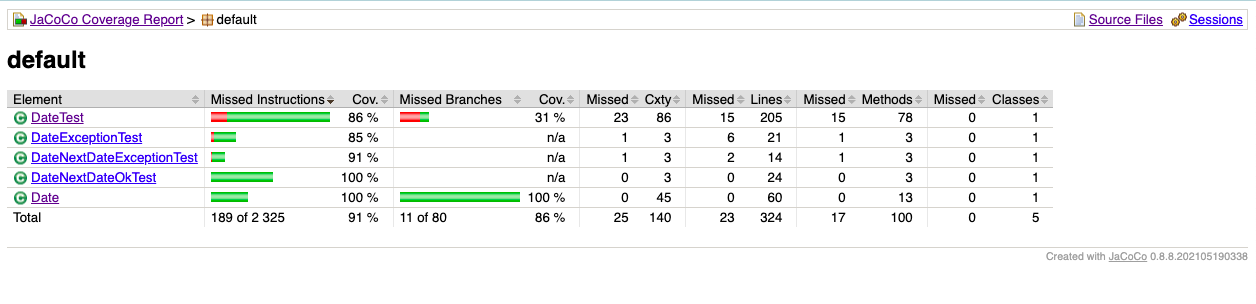 JaCoCo Coverage Report > default Source Files Sessions
default
Element Missed Instructions Cov. Missed Branches Cov. Missed Cxty Missed Lines Missed Methods Missed Classes
C DateTest 86 % 31 % 23 86 15 205 15 78 0 1
C DateExceptionTest 85 % n/a 1 3 6 21 1 3 0 1
C DateNextDateExceptionTest 91 % n/a 1 3 2 14 1 3 0 1
C DateNextDateOkTest 100 % n/a 0 3 0 24 0 3 0 1
C Date 100 % 100 % 0 45 0 60 0 13 0 1
Total 189 of 2 325 91 % 11 of 80 86 % 25 140 23 324 17 100 0 5
Created with JaCoCo 0.8.8.202105190338